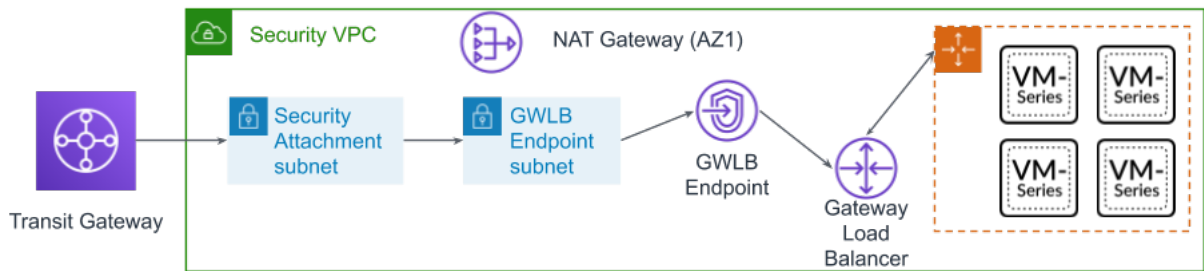 Security VPC
NAT Gateway (AZ1)
Transit Gateway
Security
Attachment
subnet
GWLB
Endpoint
subnet
GWLB
Endpoint
Gateway
Load
Balancer
VM-
Series
VM-
Series
VM-
Series
VM-
Series